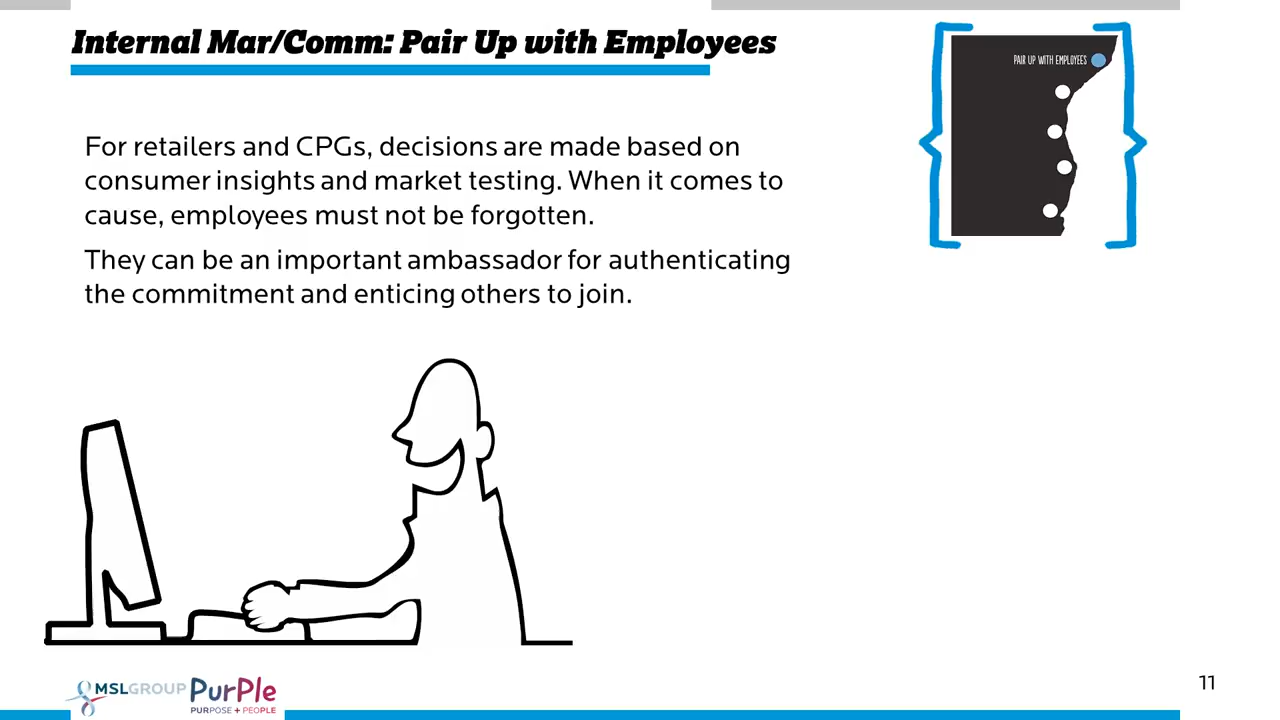 Internal Mar/Comm: Pair Up with Employees
PAIR UP WITH EMPLOYEES
For retailers and CPGs, decisions are made based on
consumer insights and market testing. When it comes to
cause, employees must not be forgotten.
They can be an important ambassador for authenticating
the commitment and enticing others to join.
MSLGROUP PurPle
PURPOSE + PEOPLE
11